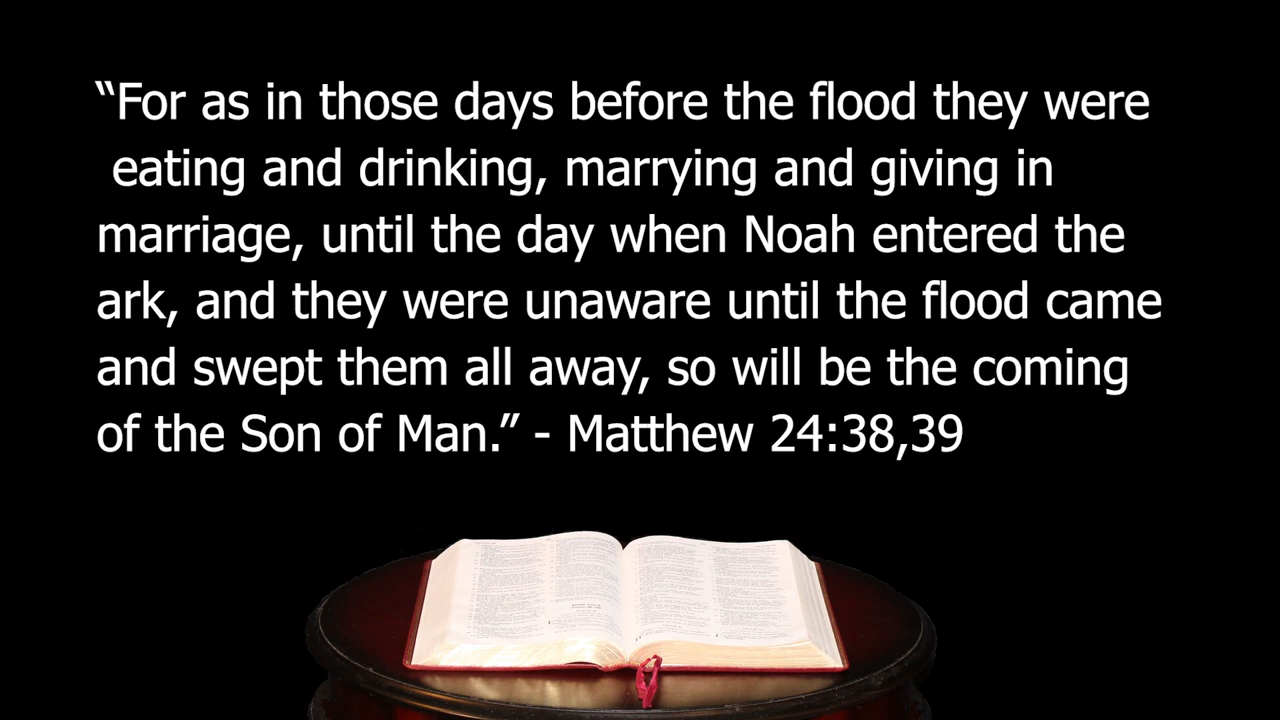 “For as in those days before the flood they were
eating and drinking, marrying and giving in
marriage, until the day when Noah entered the
ark, and they were unaware until the flood came
and swept them all away, so will be the coming
of the Son of Man.” - Matthew 24:38,39